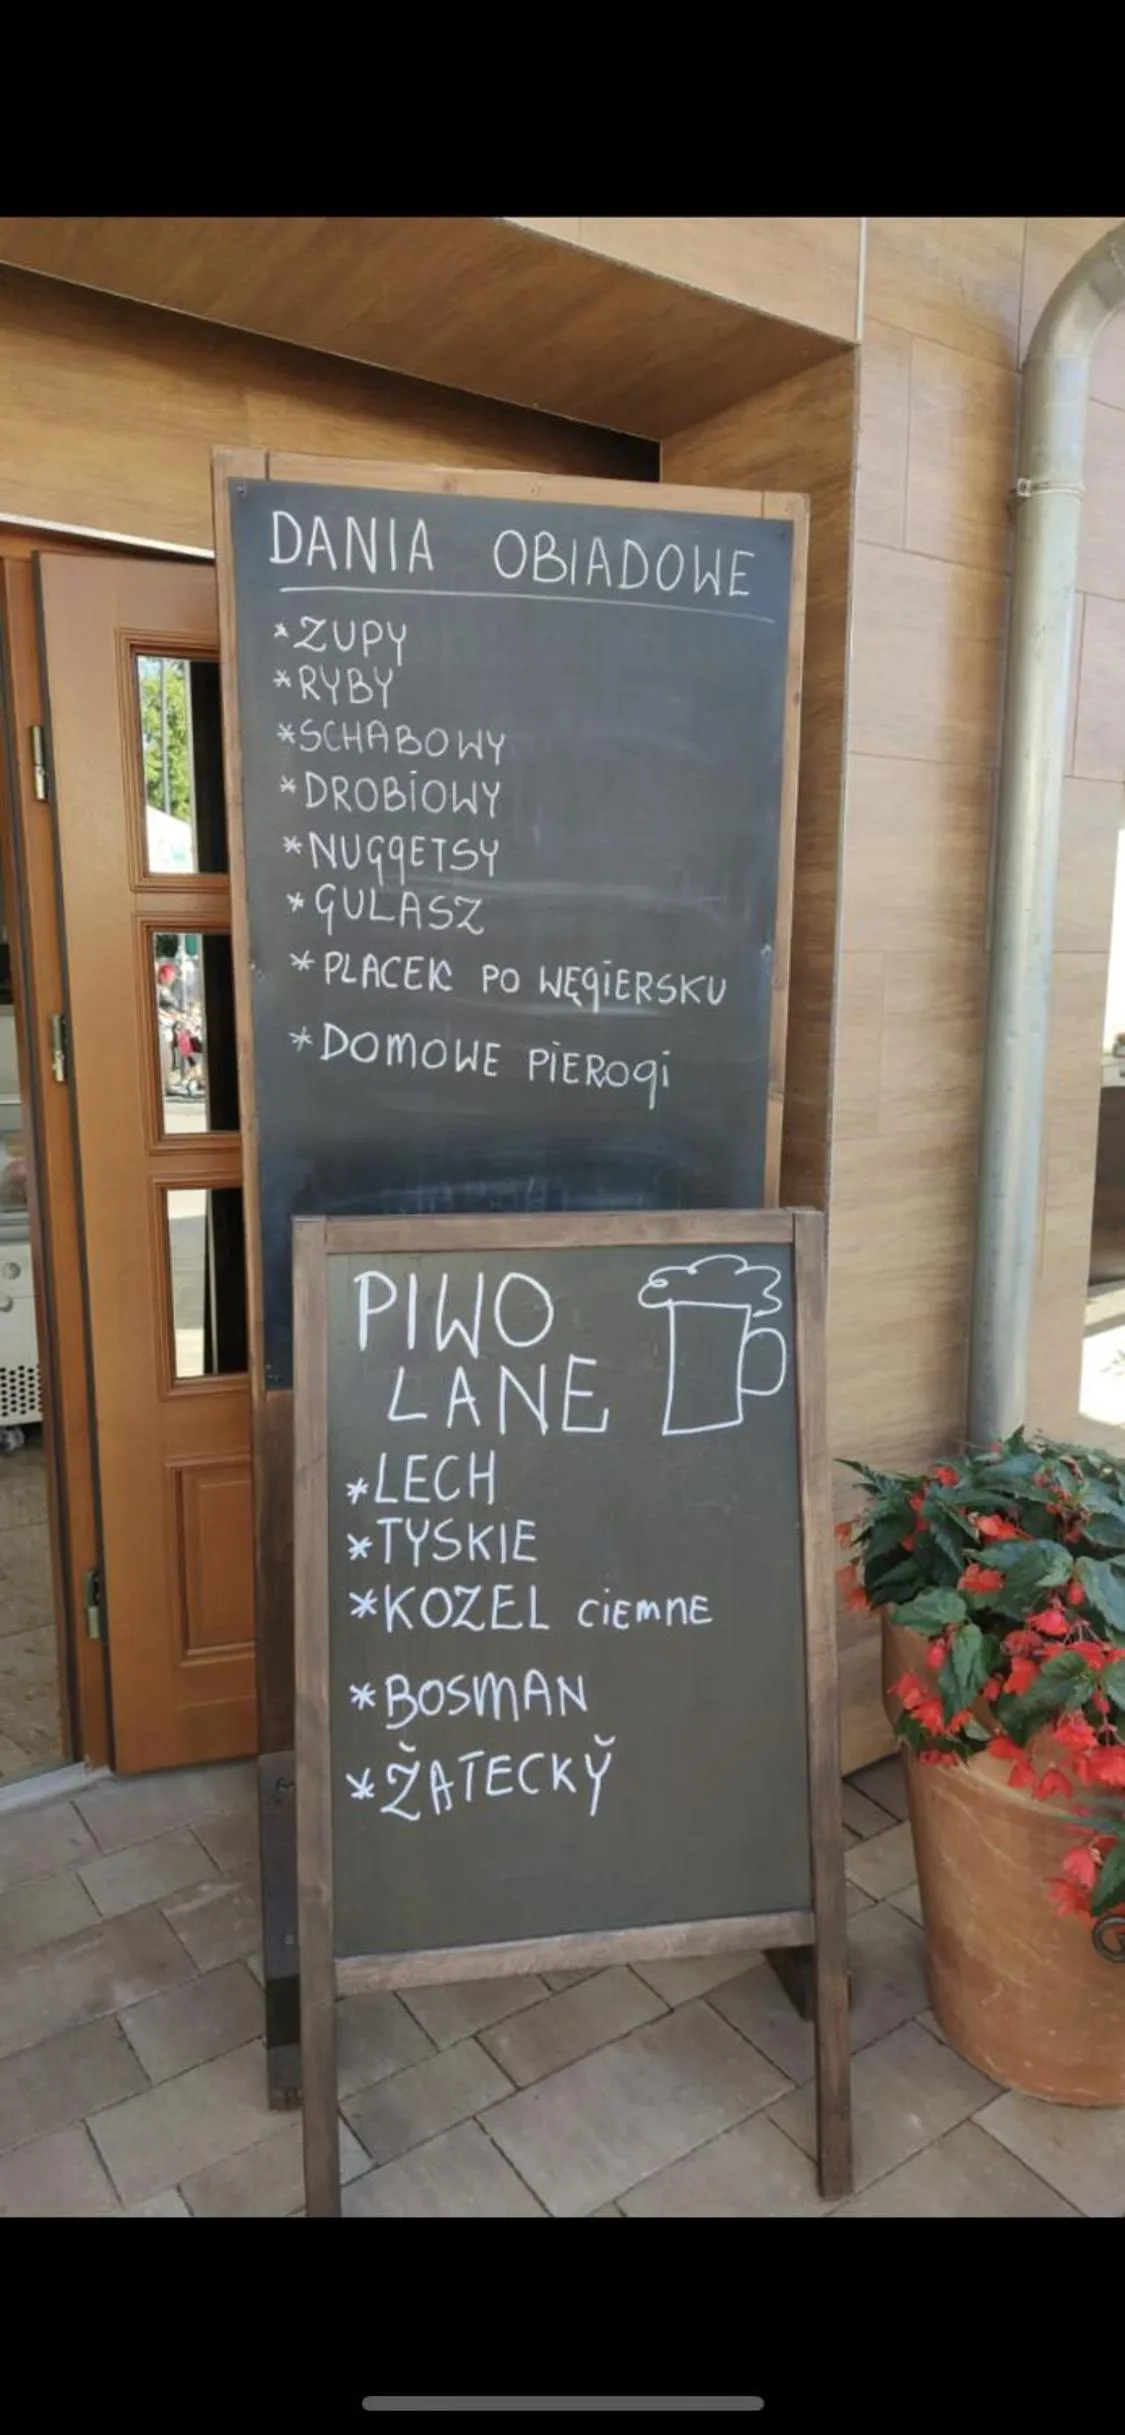 DANIA OBIADOWE
*ZUPY
*RYBY
*SCHABOWY
*DROBiOWY
*NUGGETSY
*GULASZ
*PLACEK PO WĘGiERSKU
*DOMOWE PiEROGi
PIWO
LANE
*LECH
*TYSKIE
*KOZEL CiEMNE
*BOSMAN
*ŽATECKY̌